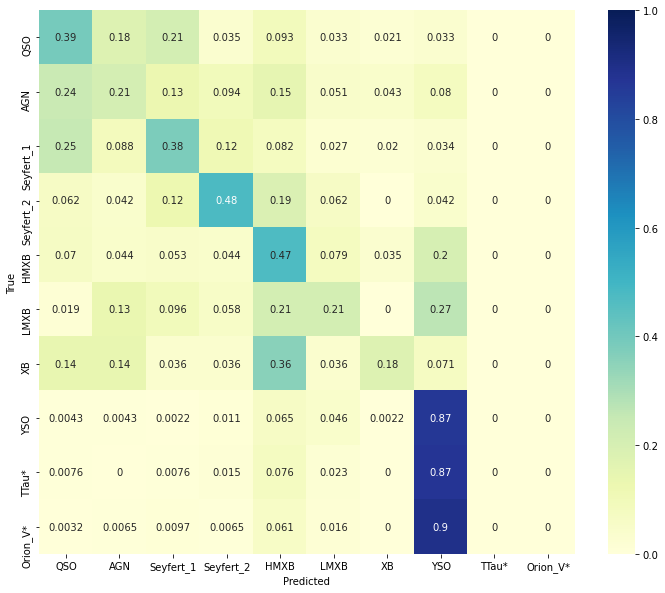 1.0
QSO 0.39 0.18 0.21 0.035 0.093 0.033 0.021 0.033 0 0
AGN 0.24 0.21 0.13 0.094 0.15 0.051 0.043 0.08 0 0
0.8
Seyfert_1 0.25 0.088 0.38 0.12 0.082 0.027 0.02 0.034 0 0
Seyfert_2 0.062 0.042 0.12 0.48 0.19 0.062 0 0.042 0 0
0.6
HMXB 0.07 0.044 0.053 0.044 0.47 0.079 0.035 0.2 0 0
True
LMXB 0.019 0.13 0.096 0.058 0.21 0.21 0 0.27 0 0
0.4
XB 0.14 0.14 0.036 0.036 0.36 0.036 0.18 0.071 0 0
YSO 0.0043 0.0043 0.0022 0.011 0.065 0.046 0.0022 0.87 0 0
0.2
TTau* 0.0076 0 0.0076 0.015 0.076 0.023 0 0.87 0 0
Orion_V* 0.0032 0.0065 0.0097 0.0065 0.061 0.016 0 0.9 0 0
0.0
QSO AGN Seyfert_1 Seyfert_2 HMXB LMXB XB YSO TTau* Orion_V*
Predicted